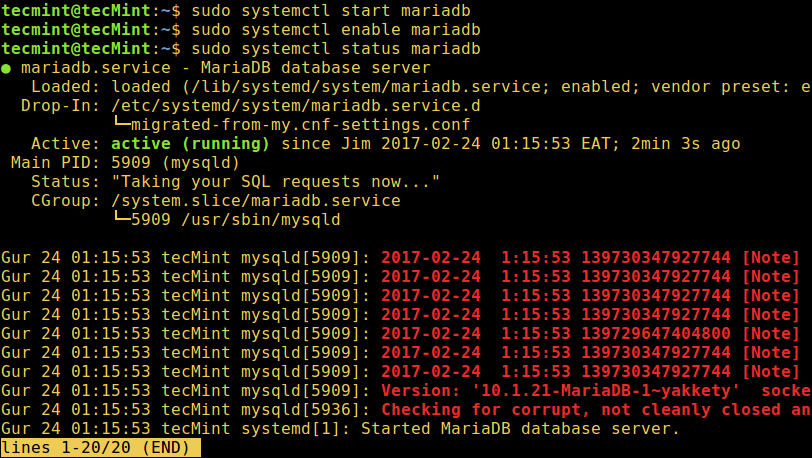 tecmint@tecMint:~$ sudo systemctl start mariadb
tecmint@tecMint:~$ sudo systemctl enable mariadb
tecmint@tecMint:~$ sudo systemctl status mariadb
● mariadb.service - MariaDB database server
   Loaded: loaded (/lib/systemd/system/mariadb.service; enabled; vendor preset: e
  Drop-In: /etc/systemd/system/mariadb.service.d
           └─migrated-from-my.cnf-settings.conf
   Active: active (running) since Jim 2017-02-24 01:15:53 EAT; 2min 3s ago
 Main PID: 5909 (mysqld)
   Status: "Taking your SQL requests now..."
   CGroup: /system.slice/mariadb.service
           └─5909 /usr/sbin/mysqld

Gur 24 01:15:53 tecMint mysqld[5909]: 2017-02-24  1:15:53 139730347927744 [Note]
Gur 24 01:15:53 tecMint mysqld[5909]: 2017-02-24  1:15:53 139730347927744 [Note]
Gur 24 01:15:53 tecMint mysqld[5909]: 2017-02-24  1:15:53 139730347927744 [Note]
Gur 24 01:15:53 tecMint mysqld[5909]: 2017-02-24  1:15:53 139730347927744 [Note]
Gur 24 01:15:53 tecMint mysqld[5909]: 2017-02-24  1:15:53 139729647404800 [Note]
Gur 24 01:15:53 tecMint mysqld[5909]: 2017-02-24  1:15:53 139730347927744 [Note]
Gur 24 01:15:53 tecMint mysqld[5909]: 2017-02-24  1:15:53 139730347927744 [Note]
Gur 24 01:15:53 tecMint mysqld[5909]: Version: '10.1.21-MariaDB-1~yakkety'  socke
Gur 24 01:15:53 tecMint mysqld[5936]: Checking for corrupt, not cleanly closed an
Gur 24 01:15:53 tecMint systemd[1]: Started MariaDB database server.
lines 1-20/20 (END)